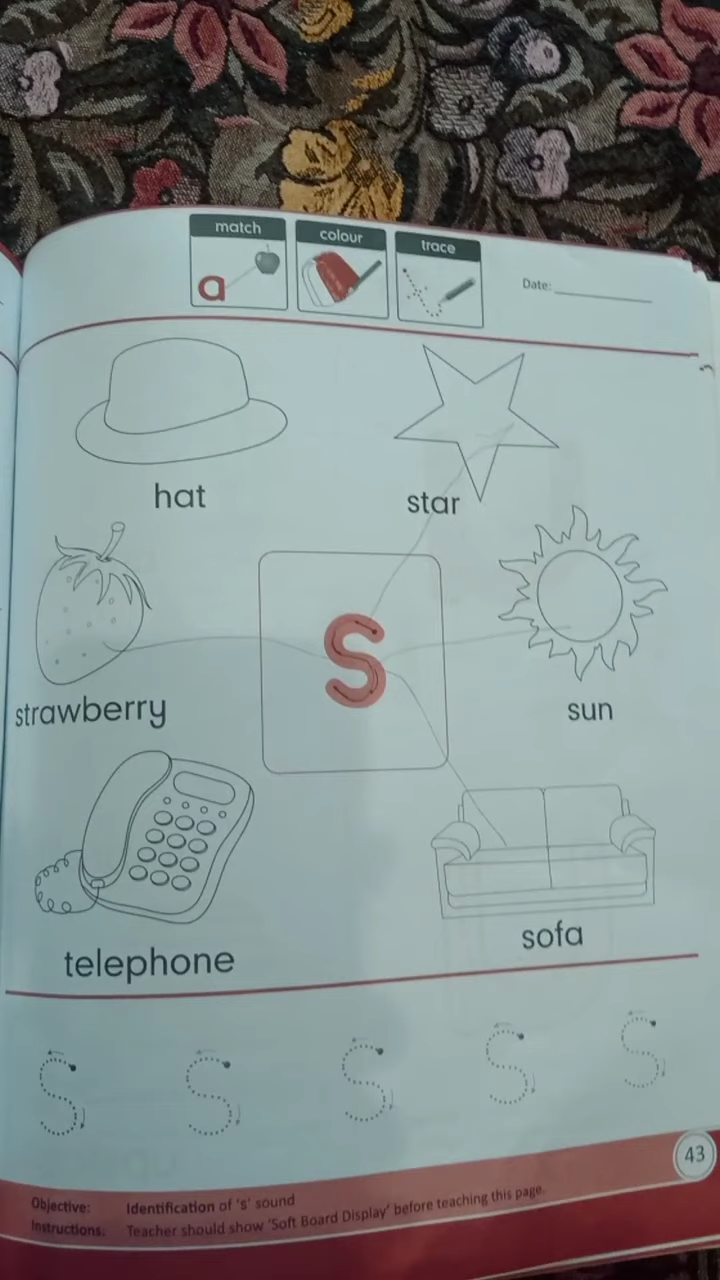 match
colour
trace
a
Date:
hat
star
s
strawberry
sun
telephone
sofa
s s s s s
43
Objective: Identification of 's' sound
Instructions: Teacher should show 'Soft Board Display' before teaching this page.